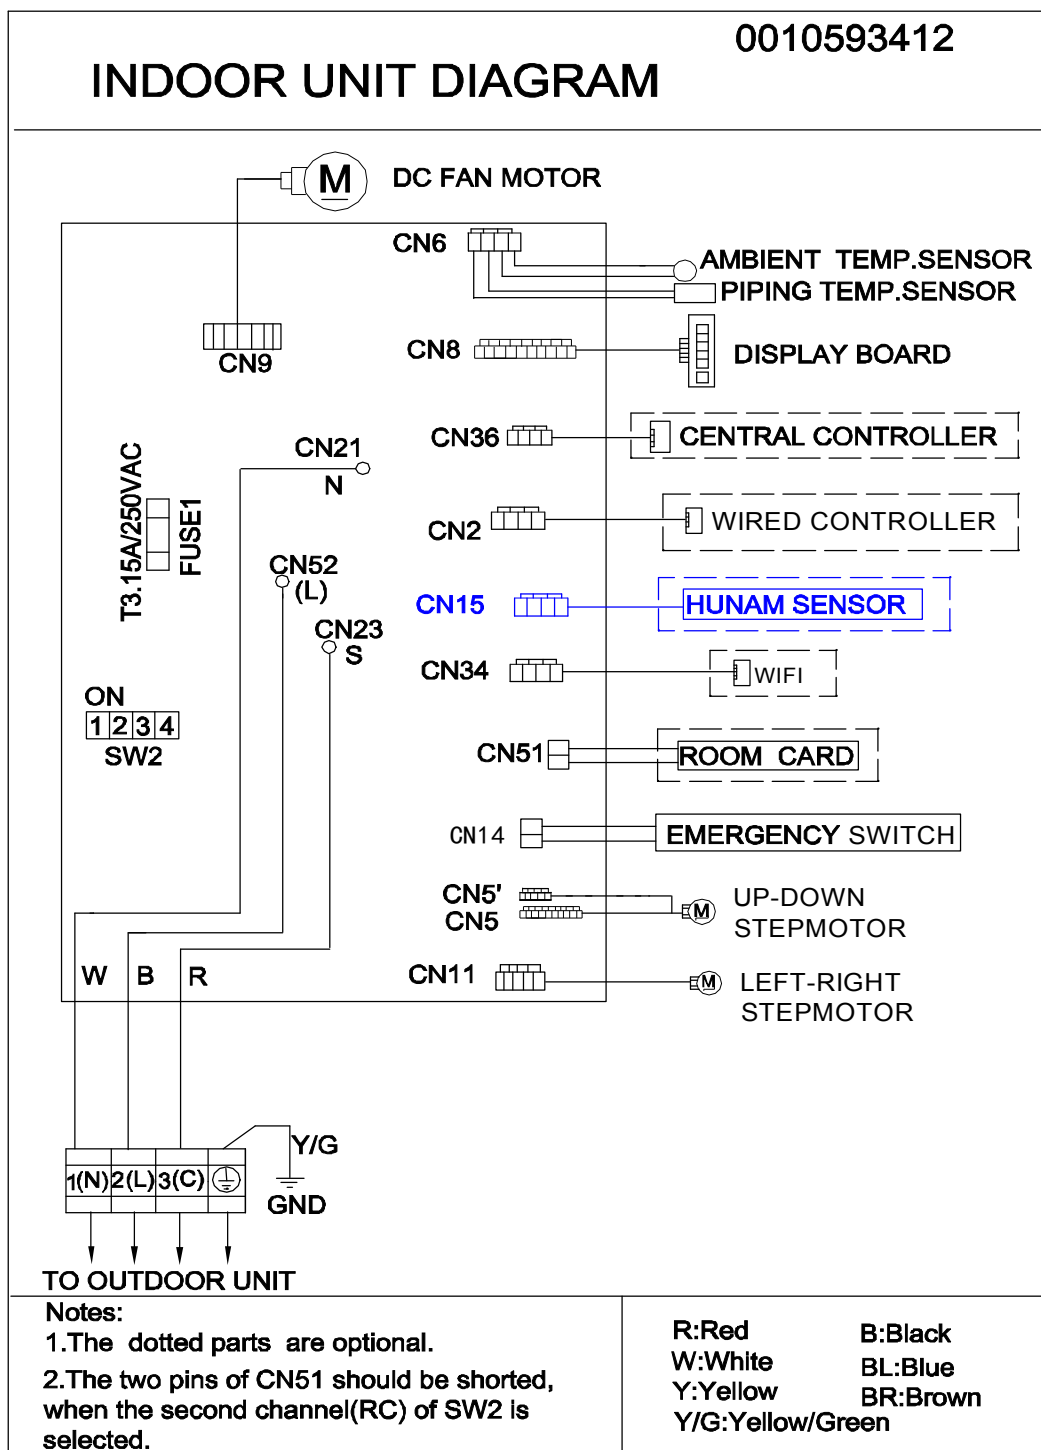 0010593412
INDOOR UNIT DIAGRAM
M
DC FAN MOTOR
CN6
AMBIENT TEMP.SENSOR
PIPING TEMP.SENSOR
CN9
CN8
DISPLAY BOARD
CN36
CENTRAL CONTROLLER
CN21
N
T3.15A/250VAC
FUSE1
CN2
WIRED CONTROLLER
CN52
(L)
CN15
HUNAM SENSOR
CN23
S
CN34
WIFI
ON
1 2 3 4
SW2
CN51
ROOM CARD
CN14
EMERGENCY SWITCH
CN5'
CN5
M
UP-DOWN
STEPMOTOR
W B R
CN11
M
LEFT-RIGHT
STEPMOTOR
Y/G
1(N) 2(L) 3(C)
GND
TO OUTDOOR UNIT
Notes:
1.The dotted parts are optional.
2.The two pins of CN51 should be shorted,
when the second channel(RC) of SW2 is
selected.
R:Red B:Black
W:White BL:Blue
Y:Yellow BR:Brown
Y/G:Yellow/Green